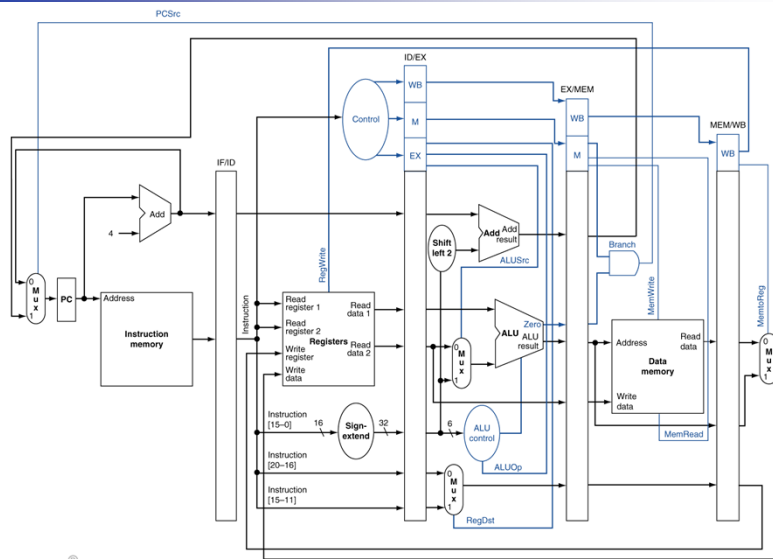 PCSrc
ID/EX
WB
Control
M
EX
EX/MEM
WB
M
MEM/WB
WB
IF/ID
Add
4
0
M
u
x
1
PC
Address
Instruction
memory
Instruction
RegWrite
Read
register 1
Read
register 2
Write
register
Write
data
Registers
Read
data 1
Read
data 2
Shift
left 2
Add
Add
result
ALUSrc
Zero
ALU
ALU
result
0
M
u
x
1
Branch
MemWrite
Address
Read
data
Data
memory
Write
data
MemRead
MemtoReg
0
M
u
x
1
Instruction
[15–0]
16
Sign-
extend
32
6
ALU
control
ALUOp
Instruction
[20–16]
Instruction
[15–11]
0
M
u
x
1
RegDst